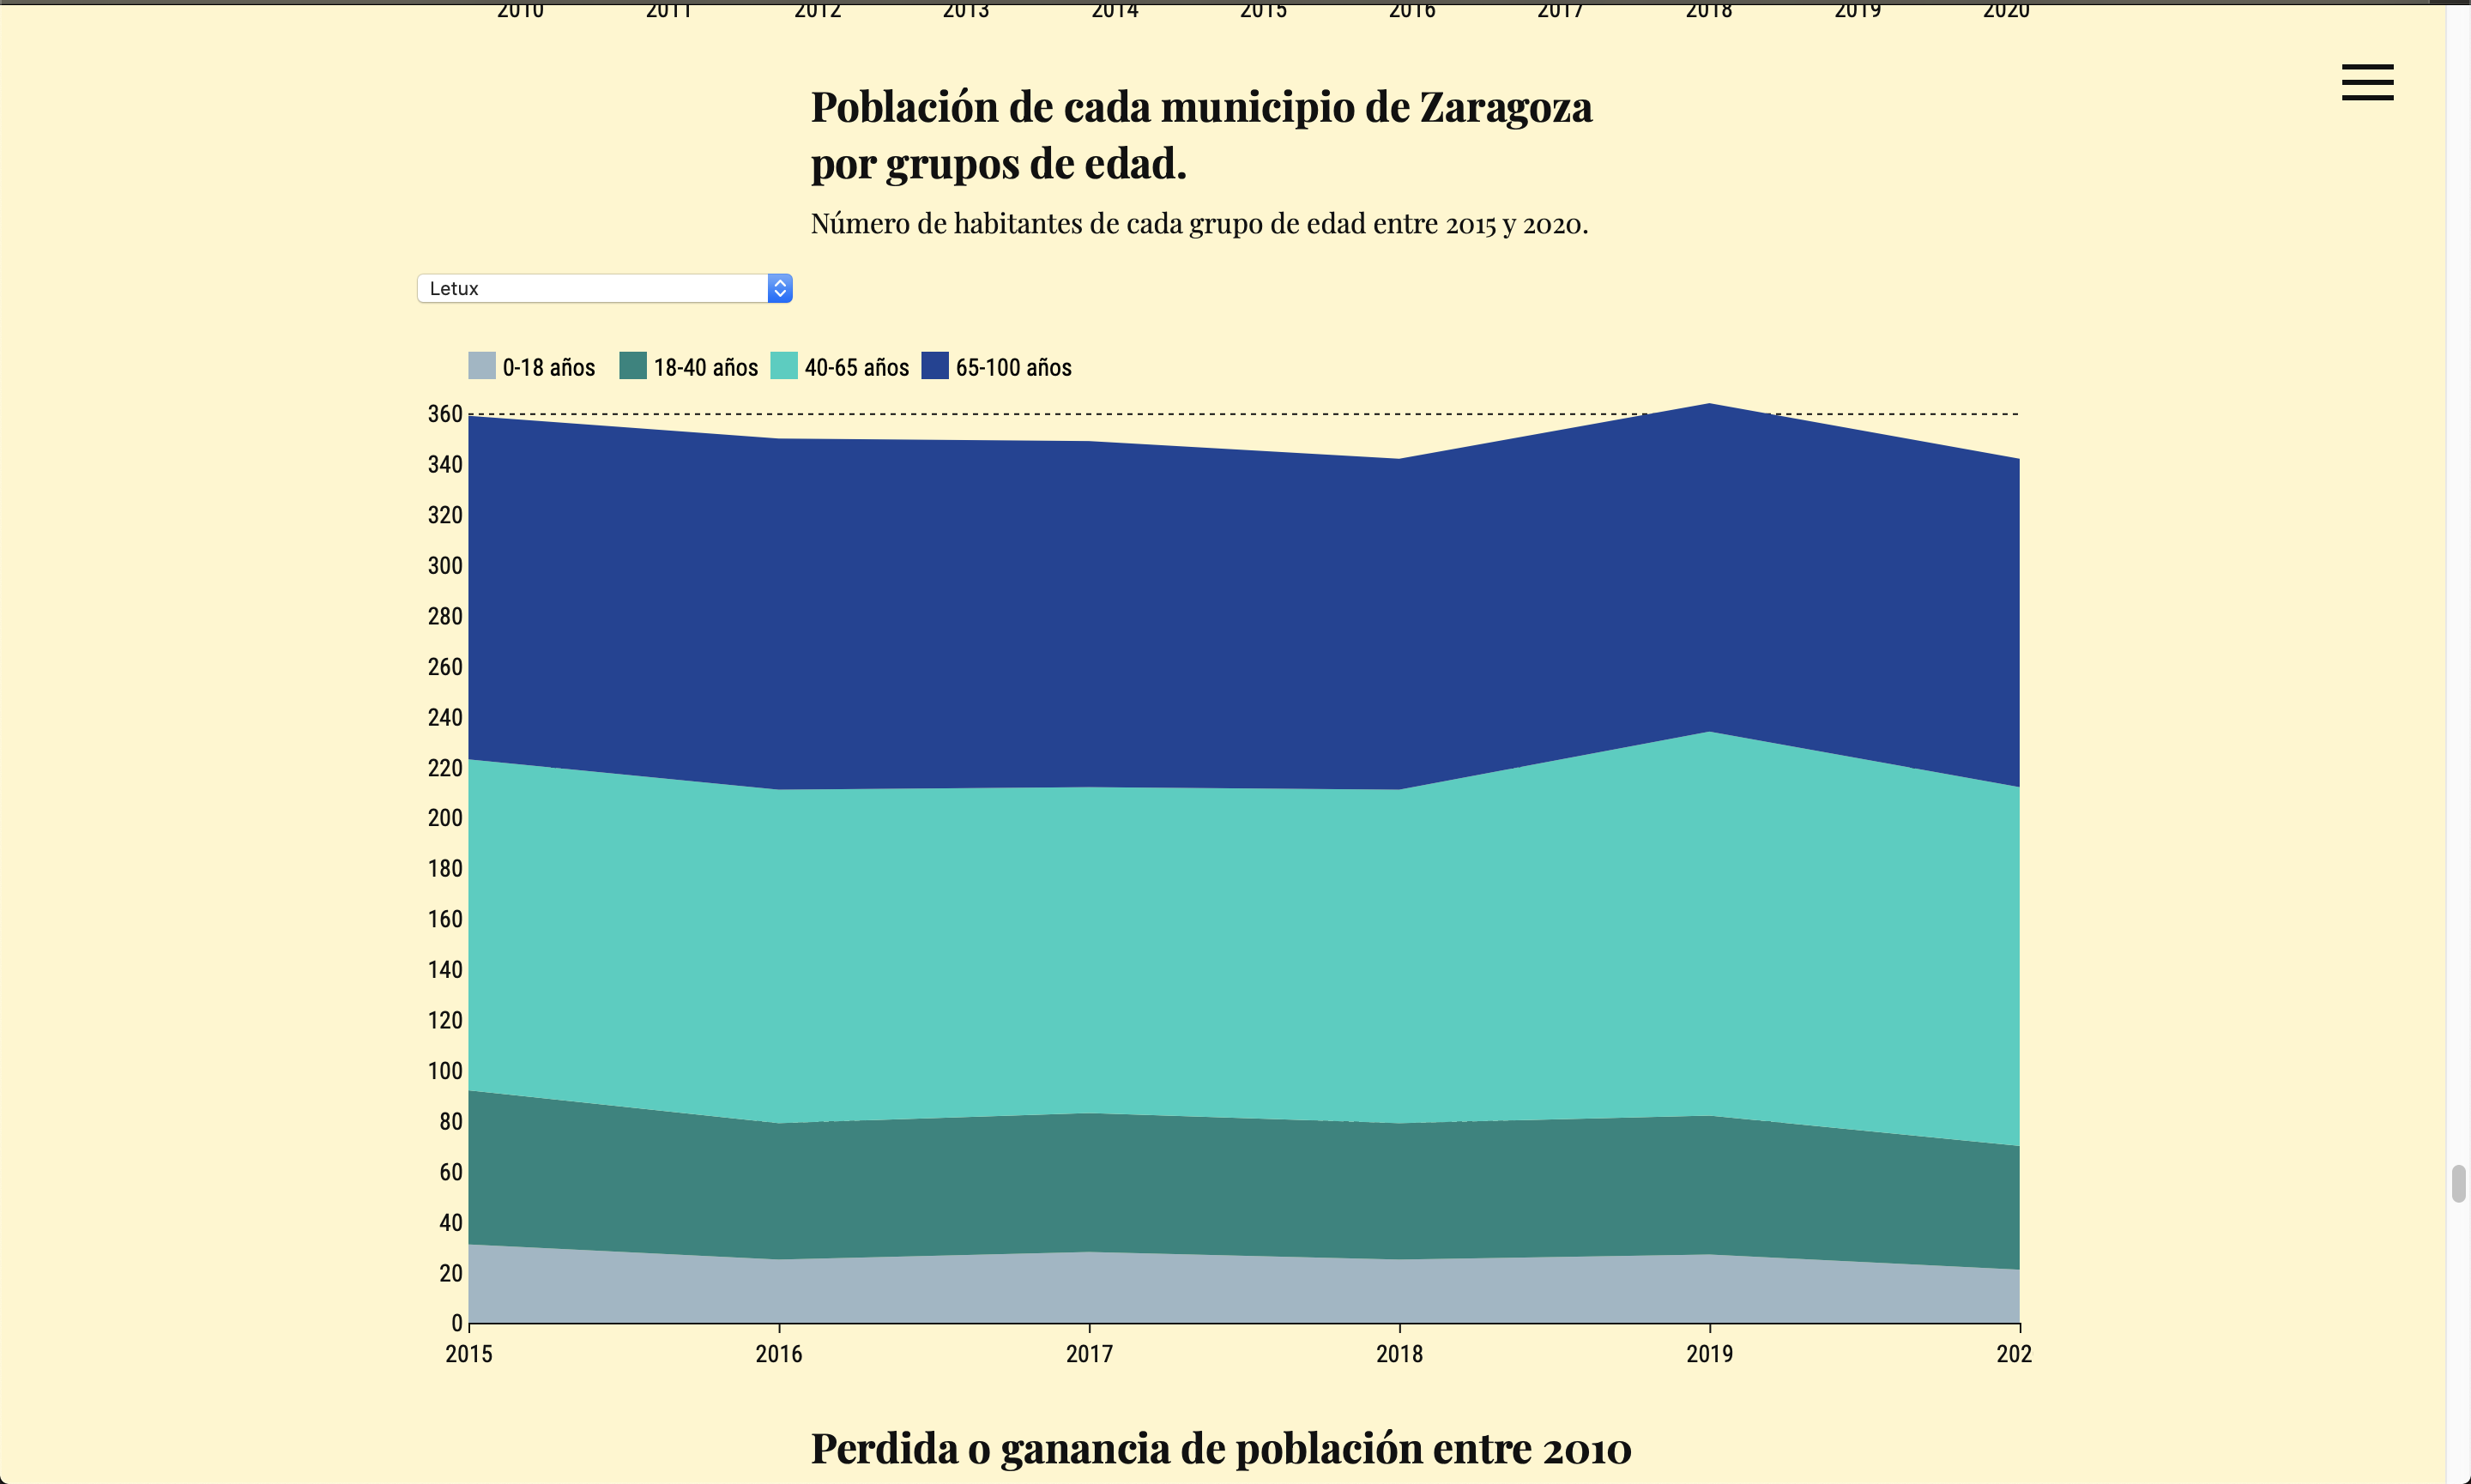 2010 2011 2012 2013 2014 2015 2016 2017 2018 2019 2020
Población de cada municipio de Zaragoza
por grupos de edad.
Número de habitantes de cada grupo de edad entre 2015 y 2020.
Letux
0-18 años 18-40 años 40-65 años 65-100 años
360
340
320
300
280
260
240
220
200
180
160
140
120
100
80
60
40
20
0
2015 2016 2017 2018 2019 202
Perdida o ganancia de población entre 2010